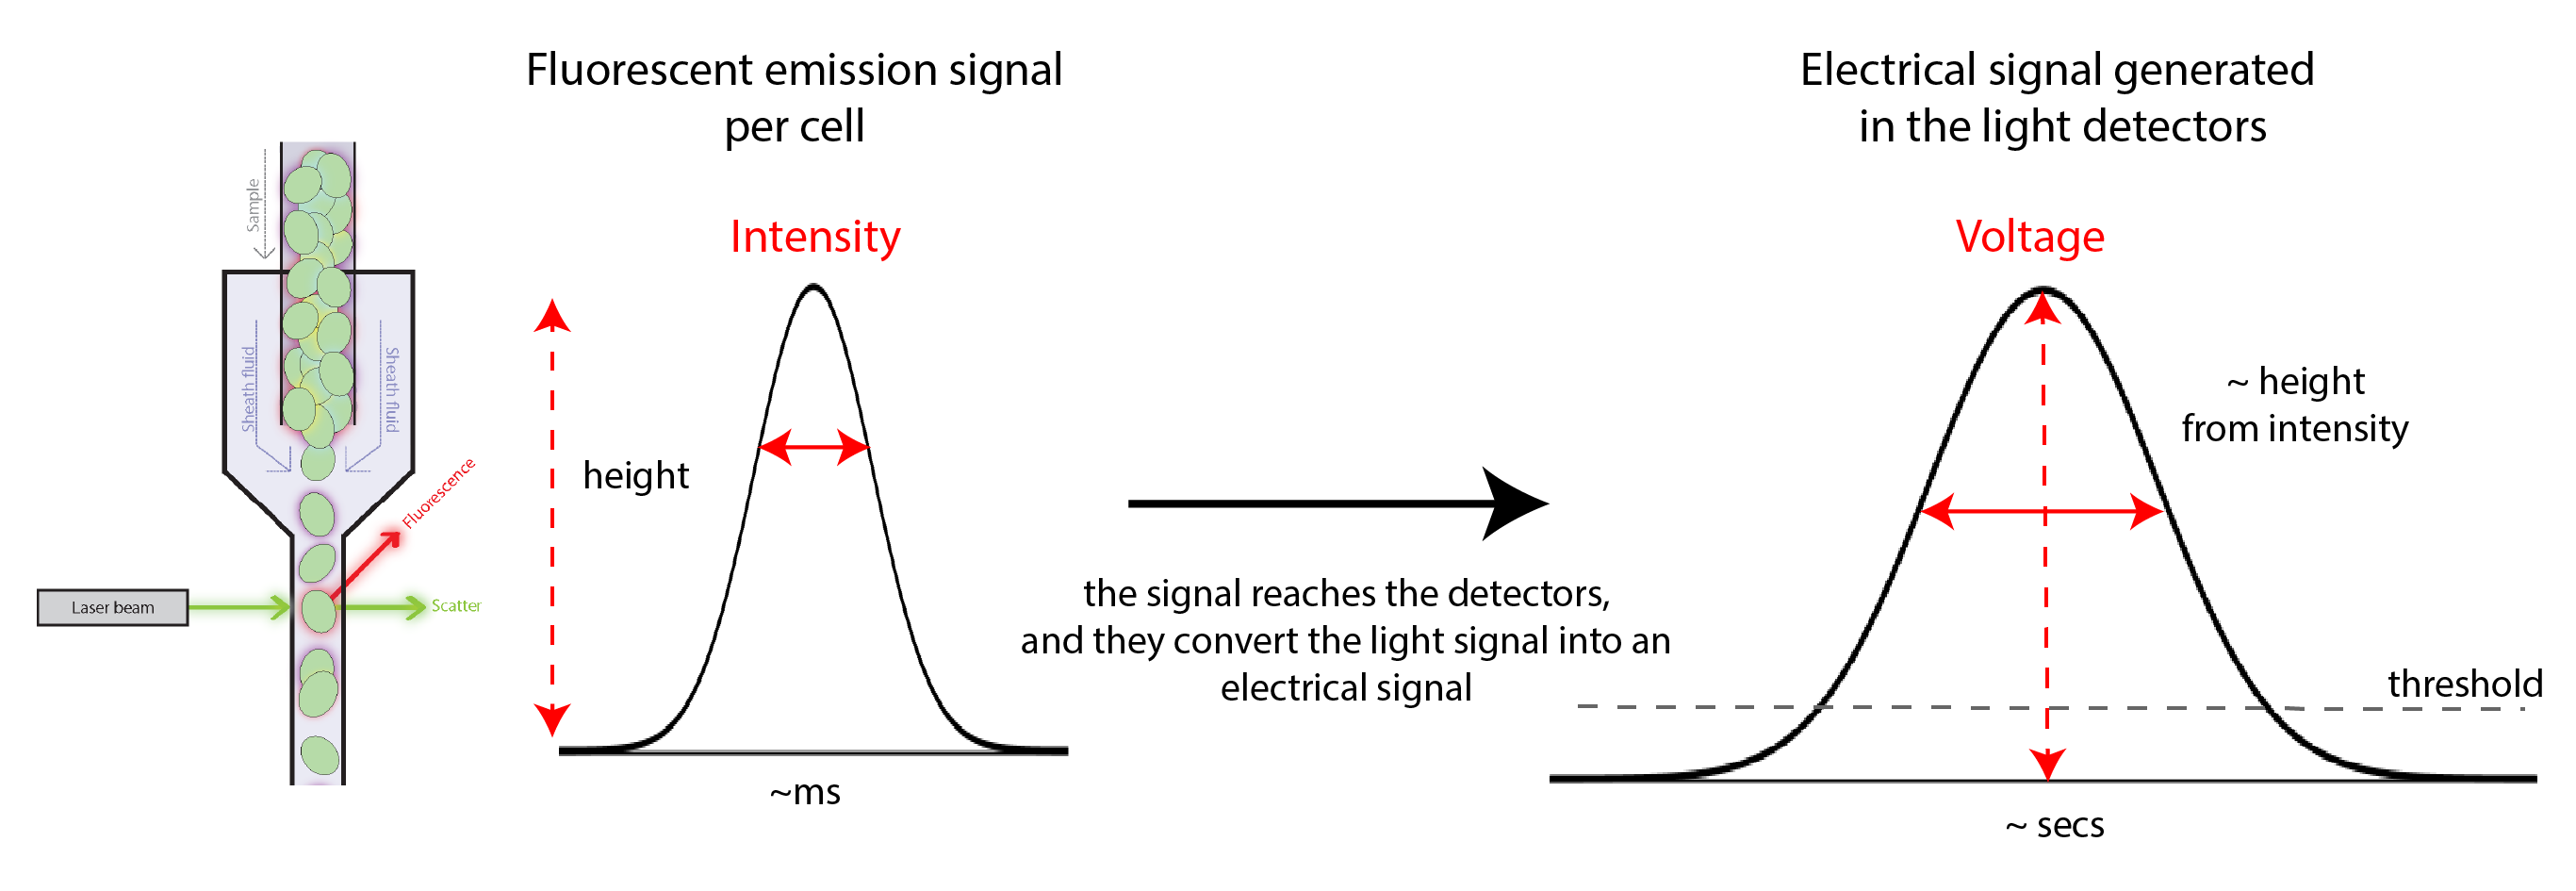 Fluorescent emission signal
per cell
Electrical signal generated
in the light detectors
Sample
Sheath fluid
Sheath fluid
Fluorescence
Laser beam
Scatter
Intensity
height
~ms
the signal reaches the detectors,
and they convert the light signal into an
electrical signal
Voltage
~ height
from intensity
threshold
~ secs